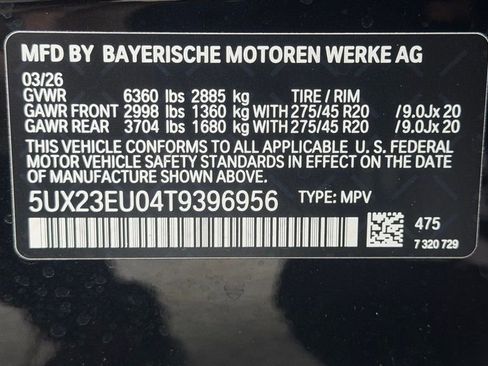 MFD BY BAYERISCHE MOTOREN WERKE AG
03/26
GVWR 6360 lbs 2885 kg TIRE / RIM
GAWR FRONT 2998 lbs 1360 kg WITH 275/45 R20 /9.0Jx 20
GAWR REAR 3704 lbs 1680 kg WITH 275/45 R20 /9.0Jx 20
THIS VEHICLE CONFORMS TO ALL APPLICABLE U.S. FEDERAL
MOTOR VEHICLE SAFETY STANDARDS IN EFFECT ON THE DATE OF
MANUFACTURE SHOWN ABOVE.
5UX23EU04T9396956 TYPE: MPV
475
7 320 729